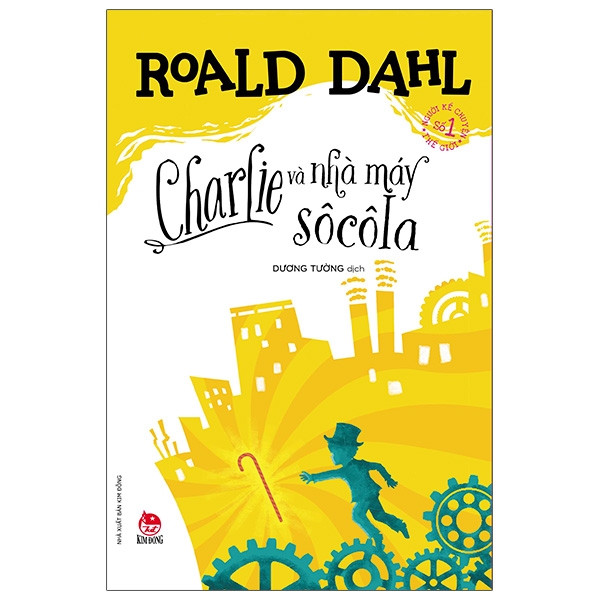 ROALD DAHL
NGƯỜI KỂ CHUYỆN
SỐ 1
THẾ GIỚI
Charlie và nhà máy
sôcôla
DƯƠNG TƯỜNG dịch
NHÀ XUẤT BẢN KIM ĐỒNG
KIM ĐỒNG